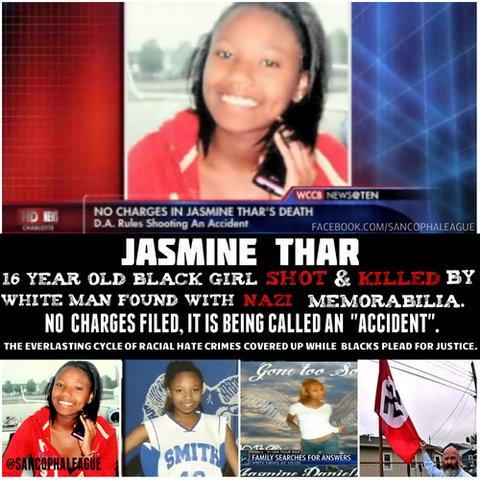 WCCB NEWS@TEN
HD NEWS
CHARLOTTE
NO CHARGES IN JASMINE THAR'S DEATH
D.A. Rules Shooting An Accident
FACEBOOK.COM/SANCOPHALEAGUE
JASMINE THAR
16 YEAR OLD BLACK GIRL SHOT & KILLED BY
WHITE MAN FOUND WITH NAZI MEMORABILIA.
NO CHARGES FILED, IT IS BEING CALLED AN "ACCIDENT".
THE EVERLASTING CYCLE OF RACIAL HATE CRIMES COVERED UP WHILE BLACKS PLEAD FOR JUSTICE.
@SANCOPHALEAGUE
SMITH
Gone too So
FAMILY SEARCHES FOR ANSWERS
Jasmine Daniell